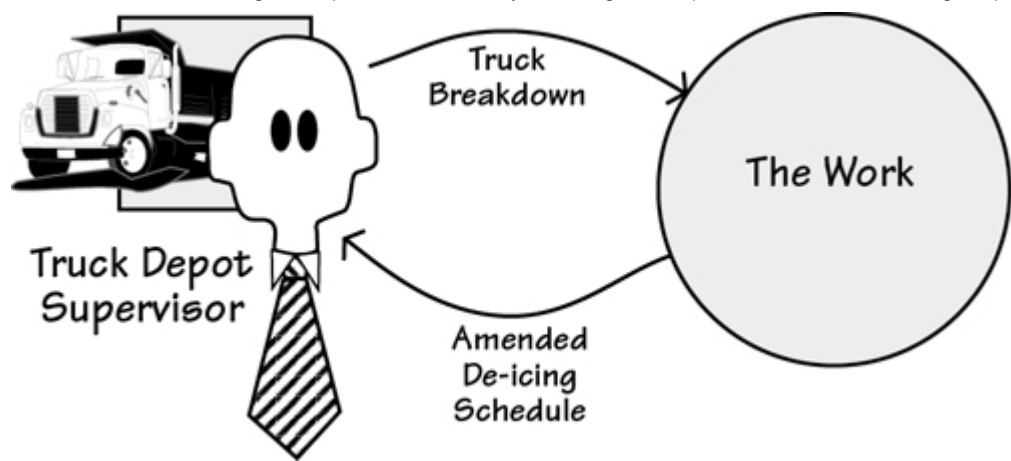 Truck
Breakdown
The Work
Truck Depot
Supervisor
Amended
De-icing
Schedule